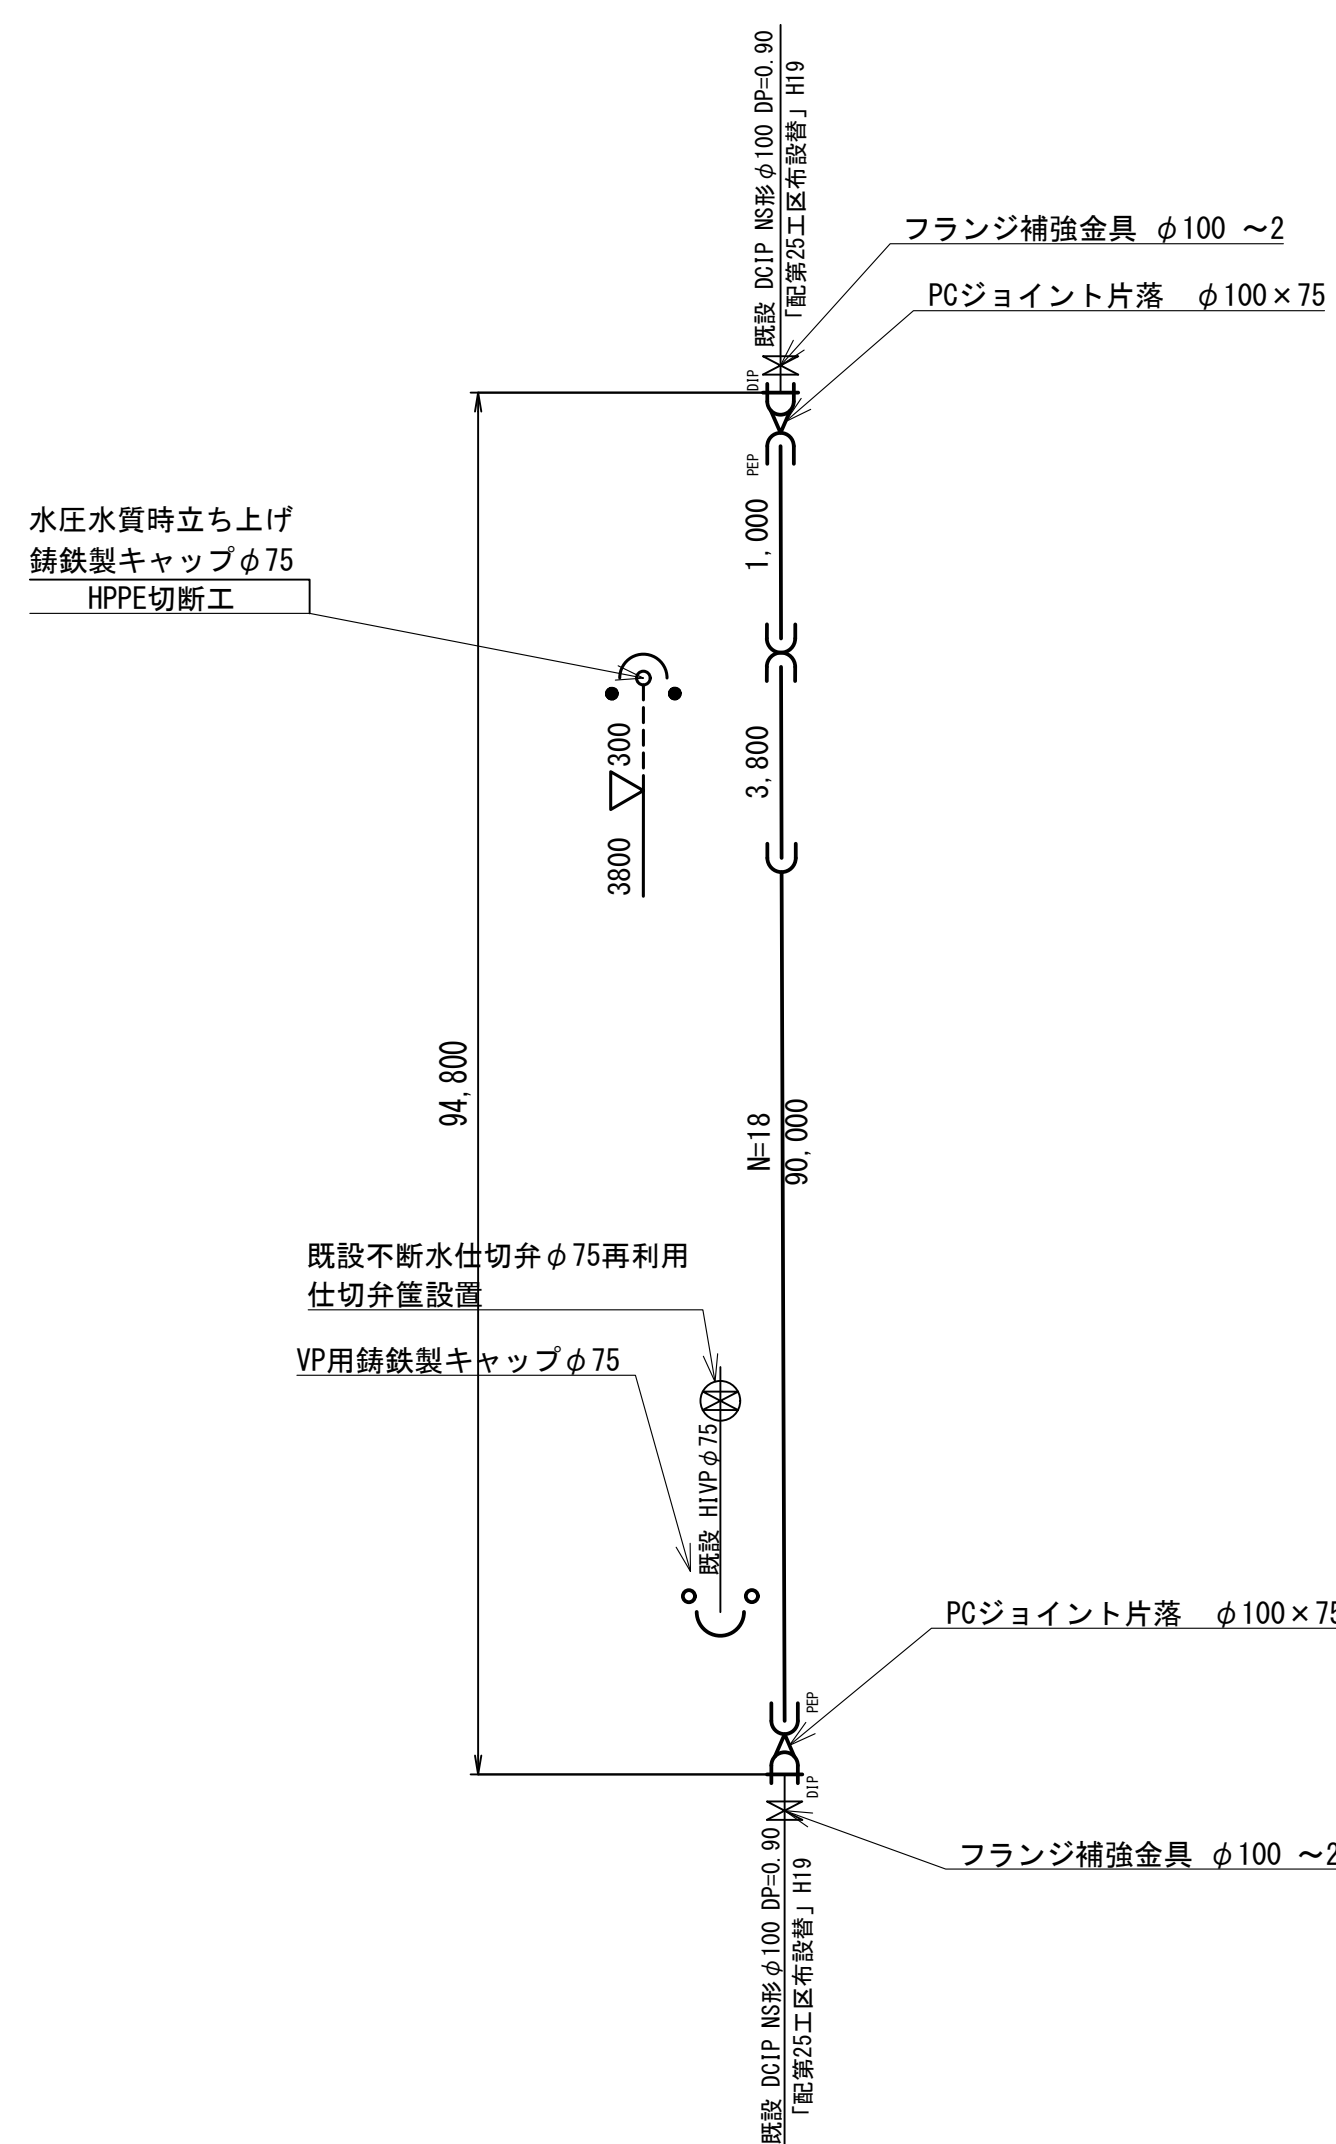 既設 DCIP NS形φ100 DP=0.90
「配第25工区布設替」H19
フランジ補強金具 φ100 ～2
PCジョイント片落 φ100×75
DIP
PEP
1,000
水圧水質時立ち上げ
鋳鉄製キャップφ75
HPPE切断工
300
3800
3,800
94,800
N=18
90,000
既設不断水仕切弁φ75再利用
仕切弁筐設置
VP用鋳鉄製キャップφ75
既設 HIVPφ75
PCジョイント片落 φ100×75
PEP
DIP
フランジ補強金具 φ100 ～2
既設 DCIP NS形φ100 DP=0.90
「配第25工区布設替」H19